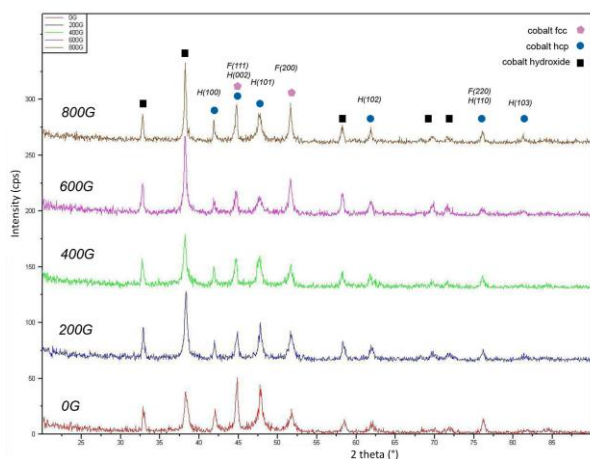 0G
200G
400G
600G
800G
cobalt fcc
cobalt hcp
cobalt hydroxide
F(111)
H(002)
F(200)
H(100)
H(101)
H(102)
F(220)
H(110)
H(103)
800G
600G
400G
200G
0G
Intensity (cps)
300
250
200
150
100
50
0
25
30
35
40
45
50
55
60
65
70
75
80
85
2 theta (°)